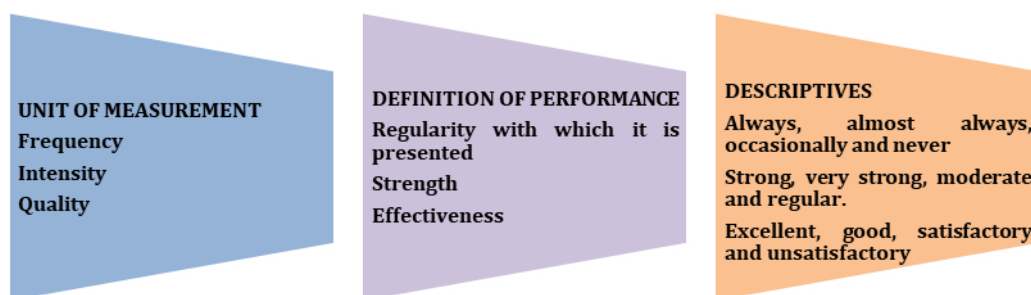 UNIT OF MEASUREMENT
Frequency
Intensity
Quality
DEFINITION OF PERFORMANCE
Regularity with which it is
presented
Strength
Effectiveness
DESCRIPTIVES
Always, almost always,
occasionally and never
Strong, very strong, moderate
and regular.
Excellent, good, satisfactory
and unsatisfactory